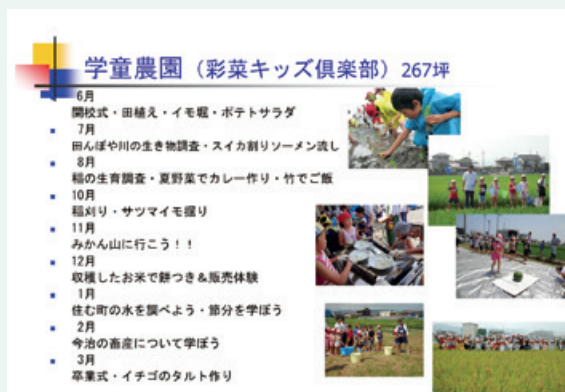 学童農園（彩菜キッズ倶楽部）267坪
6月
開校式・田植え・イモ堀・ポテトサラダ
7月
田んぼや川の生き物調査・スイカ割りソーメン流し
8月
稲の生育調査・夏野菜でカレー作り・竹でご飯
10月
稲刈り・サツマイモ掘り
11月
みかん山に行こう！！
12月
収穫したお米で餅つき＆販売体験
1月
住む町の水を調べよう・節分を学ぼう
2月
今治の畜産について学ぼう
3月
卒業式・イチゴのタルト作り